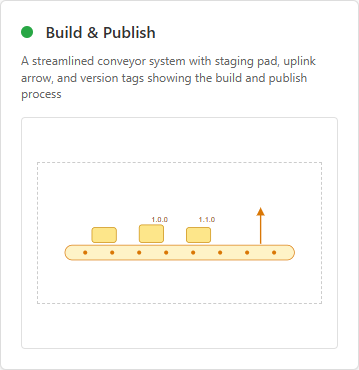 Build & Publish
A streamlined conveyor system with staging pad, uplink
arrow, and version tags showing the build and publish
process
1.0.0 1.1.0